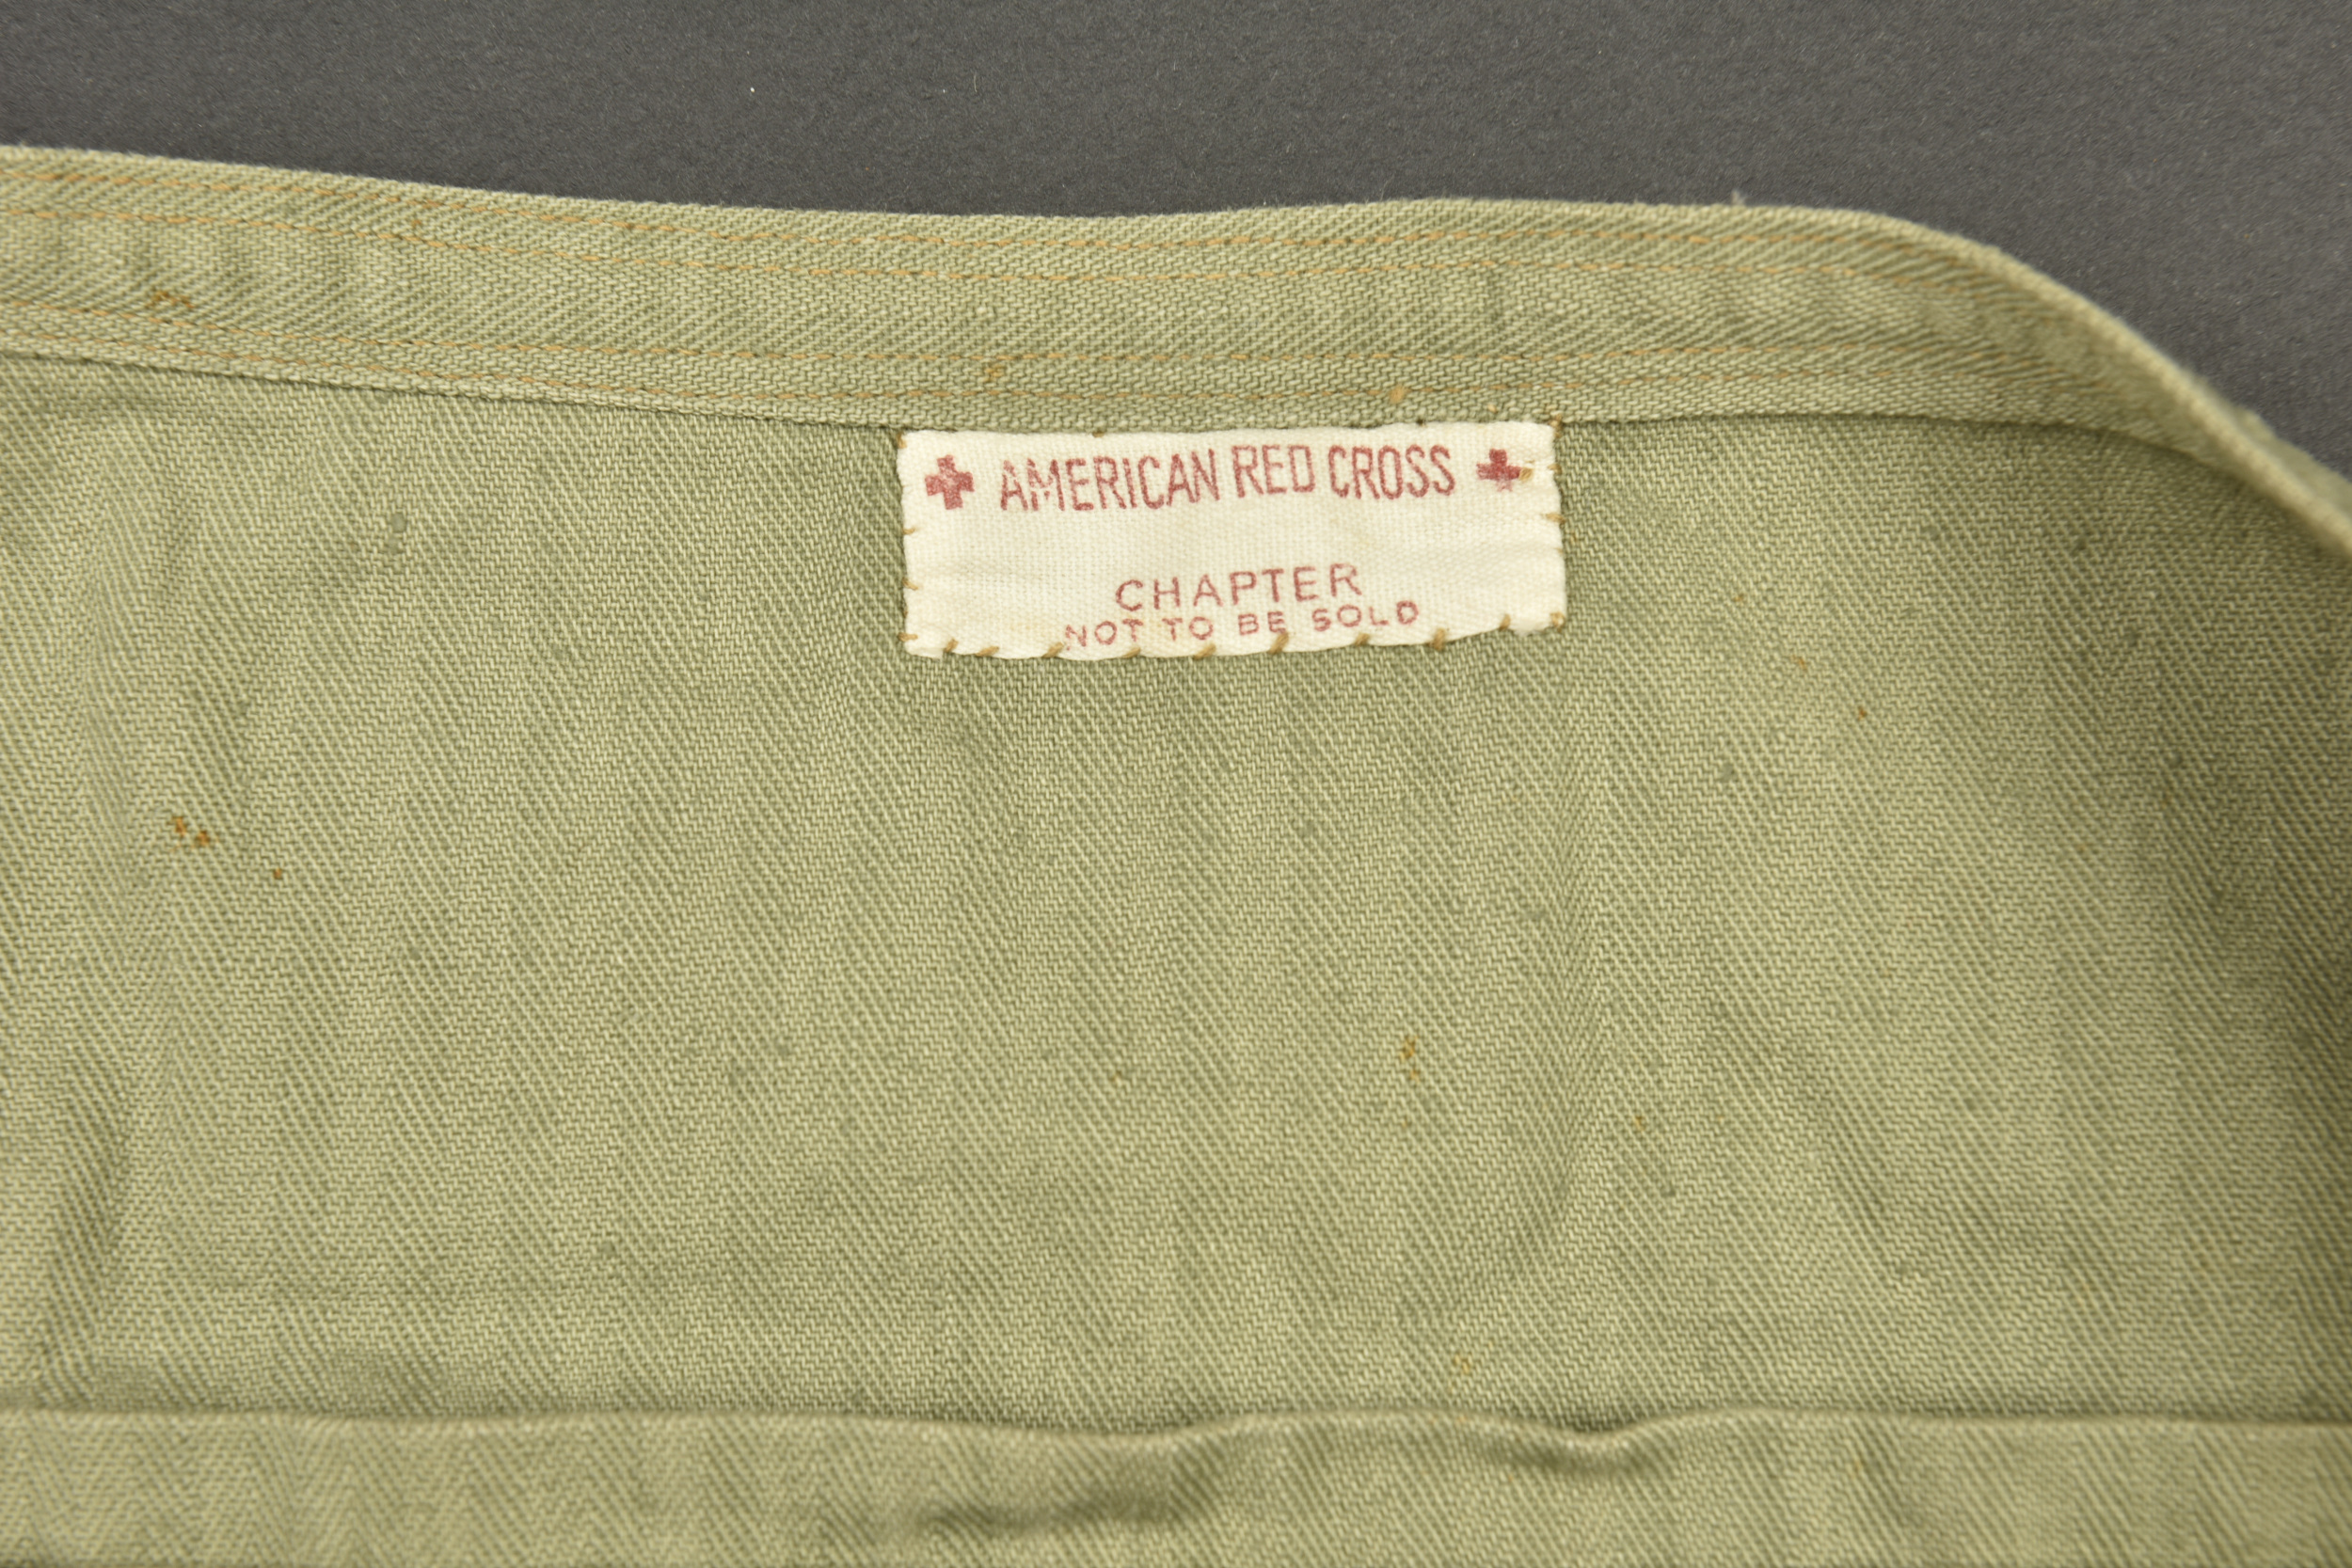 AMERICAN RED CROSS
CHAPTER
NOT TO BE SOLD